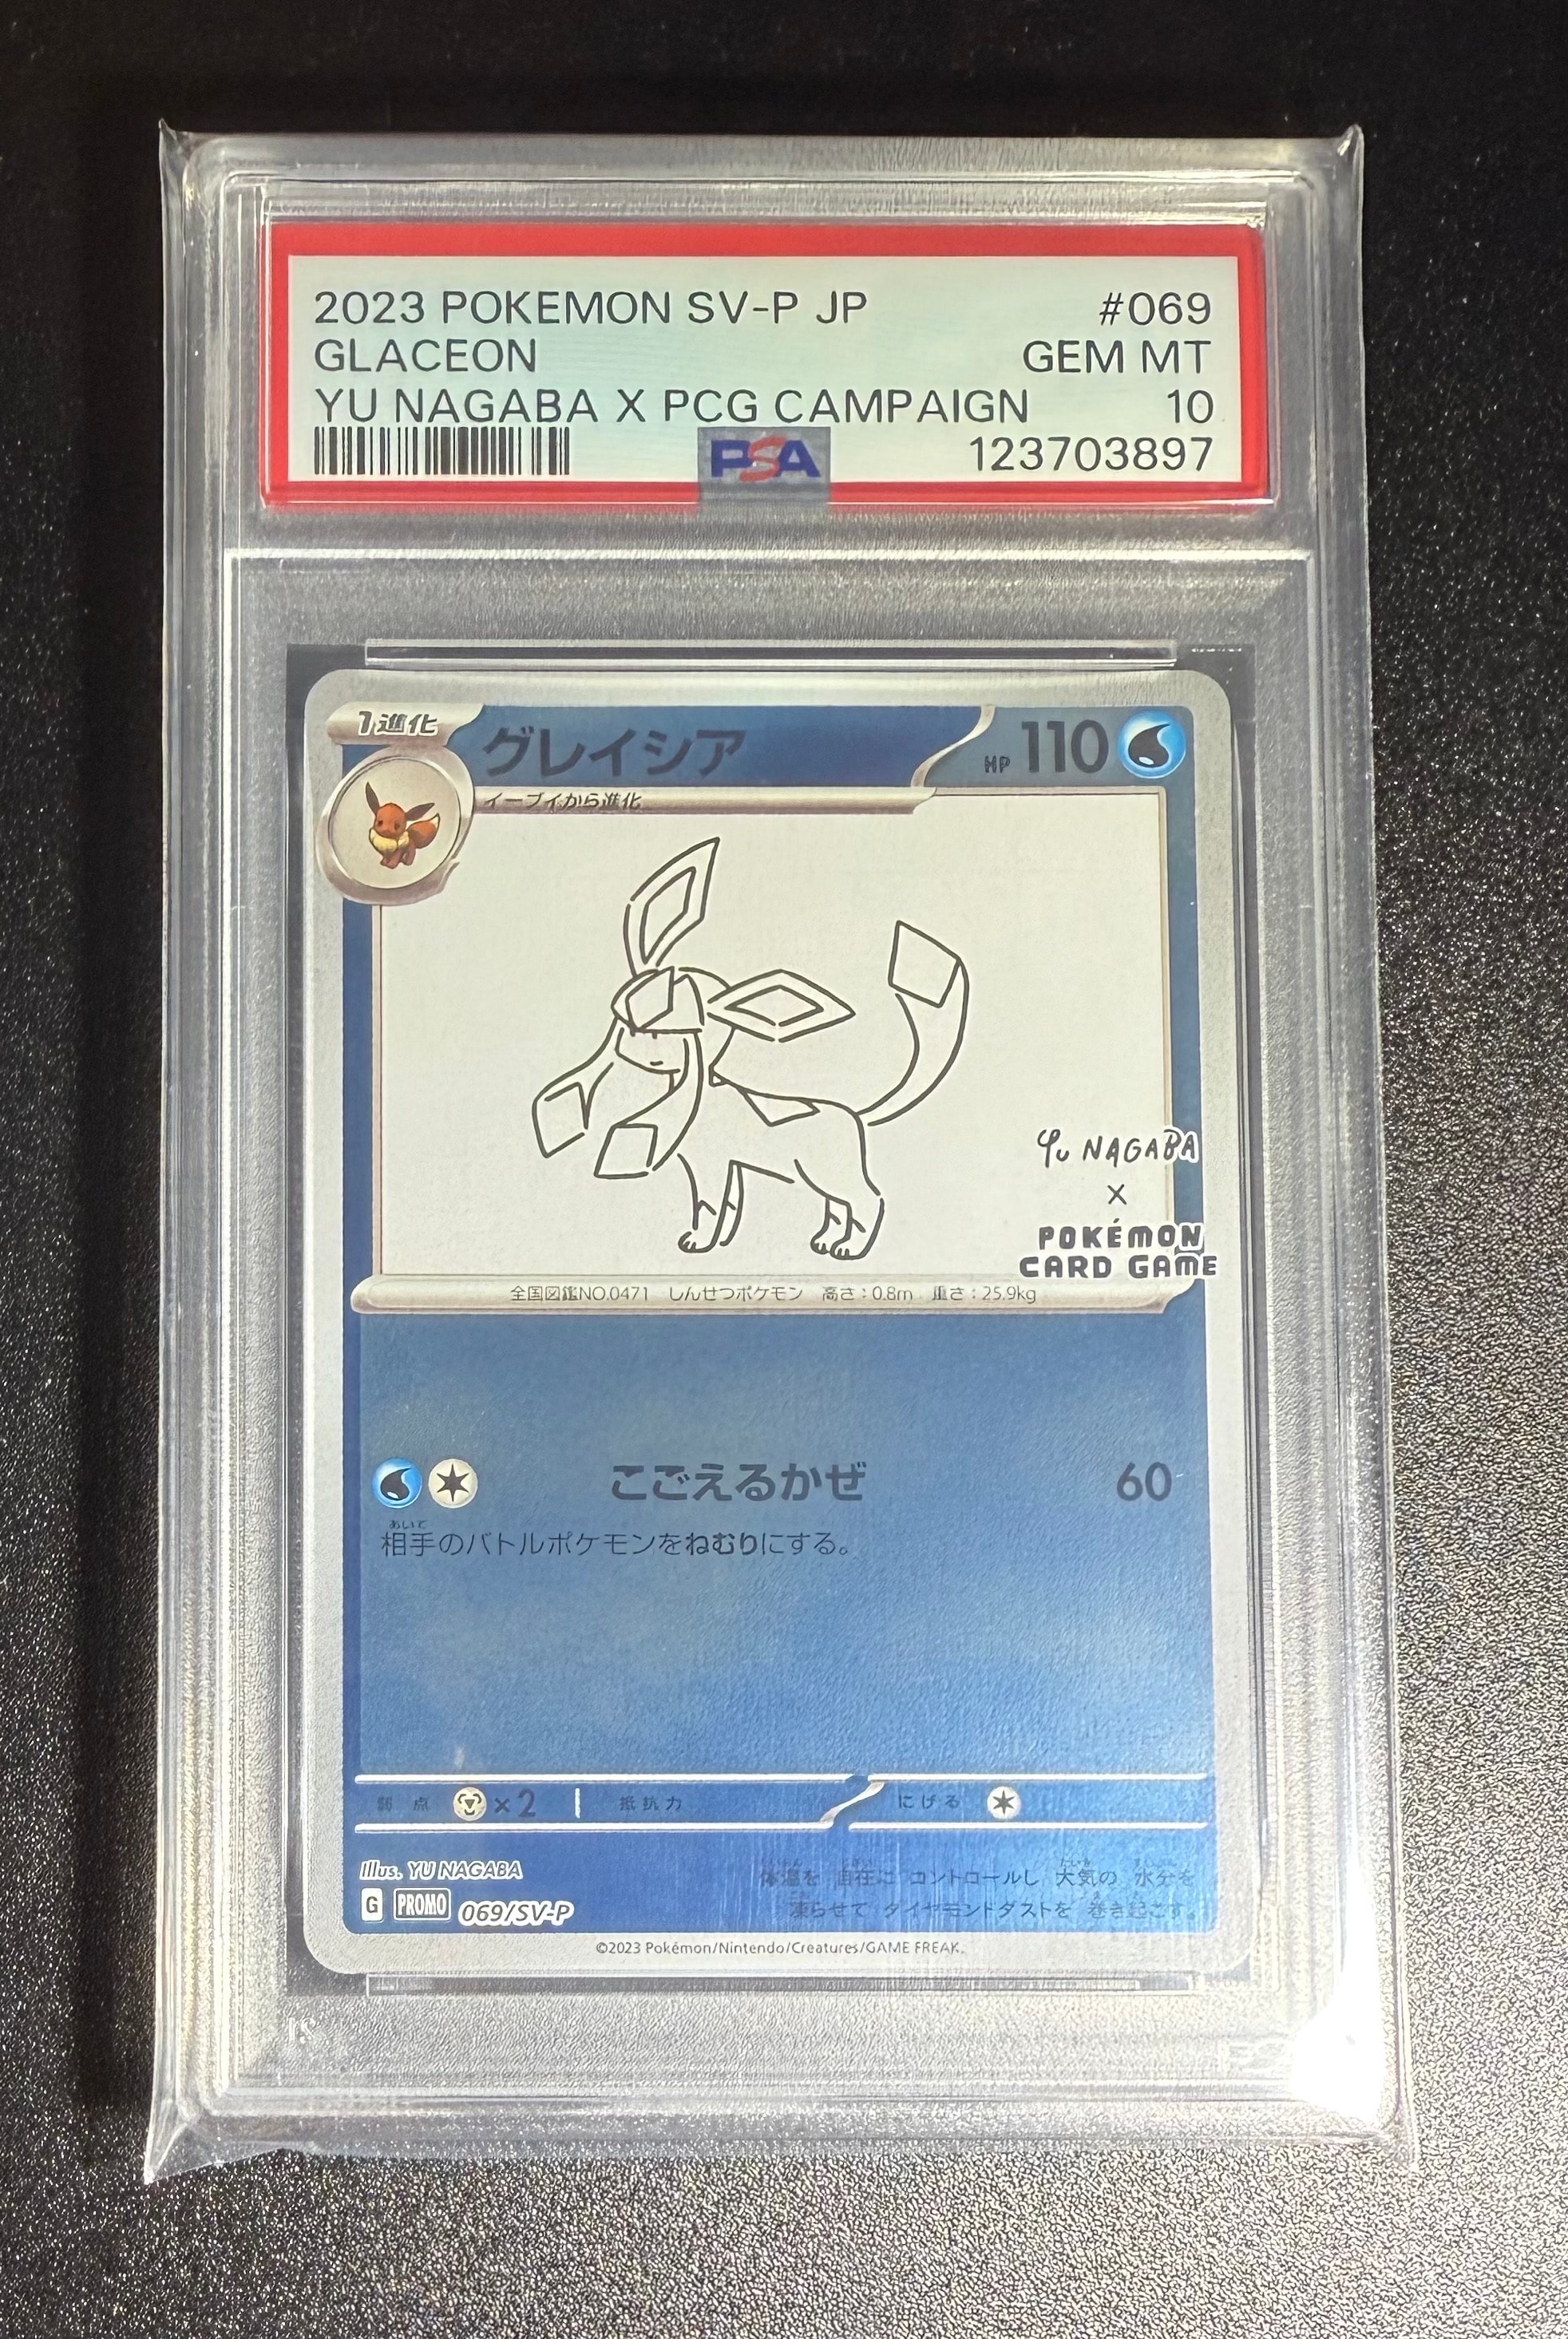 2023 POKEMON SV-P JP #069
GLACEON GEM MT
YU NAGABA X PCG CAMPAIGN 10
PSA 123703897
1進化 グレイシア HP 110
イーブイから進化
YU NAGABA
×
POKÉMON
CARD GAME
全国図鑑NO.0471 しんせつポケモン 高さ:0.8m 重さ:25.9kg
こごえるかぜ 60
あいて
相手のバトルポケモンをねむりにする。
弱点 ×2 抵抗力 にげる
Illus. YU NAGABA
体温を 自在に コントロールし 大気の 水分を
G PROMO 069/SV-P
凍らせて ダイヤモンドダストを 巻き起こす。
©2023 Pokémon/Nintendo/Creatures/GAME FREAK.